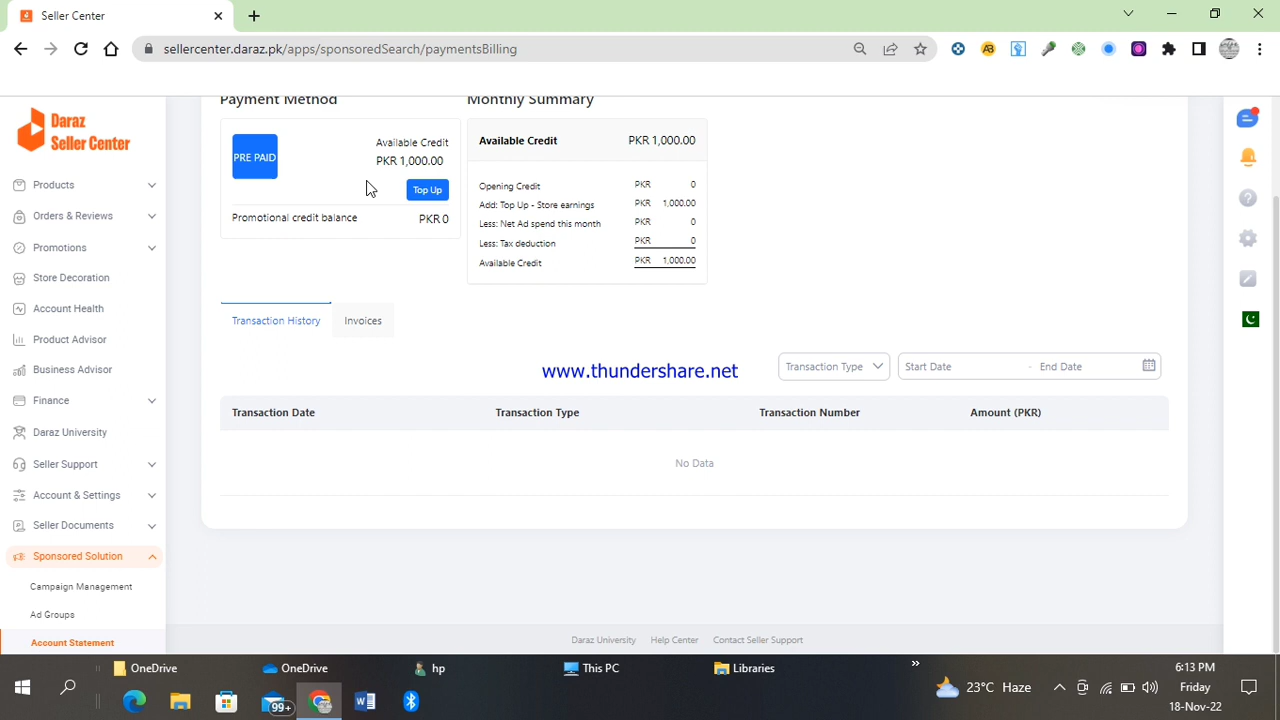 Seller Center
sellercenter.daraz.pk/apps/sponsoredSearch/paymentsBilling
Daraz
Seller Center
Products
Orders & Reviews
Promotions
Store Decoration
Account Health
Product Advisor
Business Advisor
Finance
Daraz University
Seller Support
Account & Settings
Seller Documents
Sponsored Solution
Campaign Management
Ad Groups
Account Statement
Payment Method
PRE PAID
Available Credit
PKR 1,000.00
Top Up
Promotional credit balance PKR 0
Monthly Summary
Available Credit PKR 1,000.00
Opening Credit PKR 0
Add: Top Up - Store earnings PKR 1,000.00
Less: Net Ad spend this month PKR 0
Less: Tax deduction PKR 0
Available Credit PKR 1,000.00
Transaction History Invoices
www.thundershare.net
Transaction Type Start Date - End Date
Transaction Date Transaction Type Transaction Number Amount (PKR)
No Data
Daraz University Help Center Contact Seller Support
OneDrive OneDrive hp This PC Libraries »
99+
23°C Haze
6:13 PM
Friday
18-Nov-22